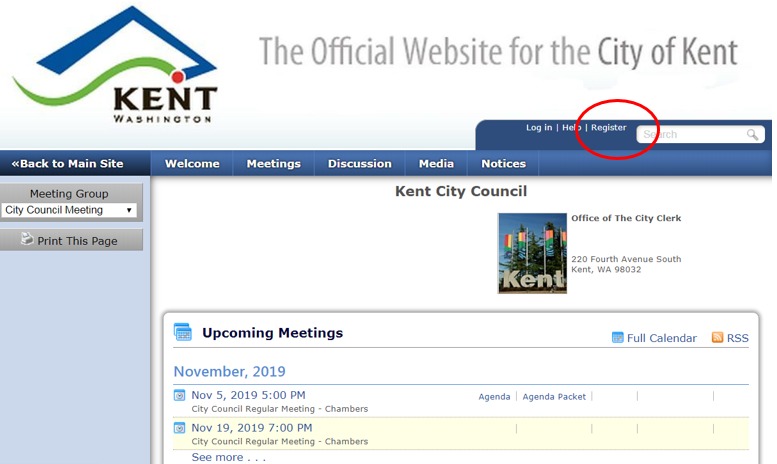 KENT
WASHINGTON
The Official Website for the City of Kent
Log in | Help | Register
Search
«Back to Main Site
Welcome
Meetings
Discussion
Media
Notices
Meeting Group
City Council Meeting
Print This Page
Kent City Council
Kent
Office of The City Clerk
220 Fourth Avenue South
Kent, WA 98032
Upcoming Meetings
Full Calendar
RSS
November, 2019
Nov 5, 2019 5:00 PM
Agenda
Agenda Packet
City Council Regular Meeting - Chambers
Nov 19, 2019 7:00 PM
City Council Regular Meeting - Chambers
See more . . .